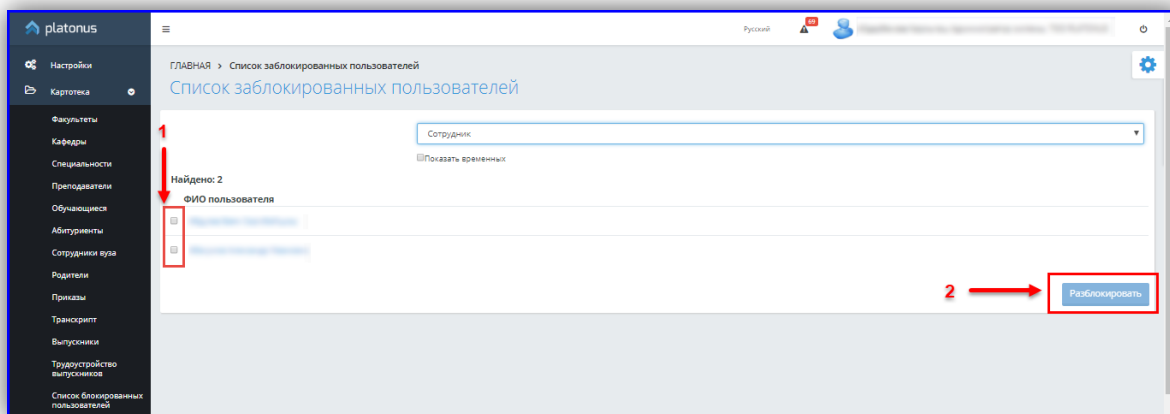 platonus
Русский
69
Настройки
Картотека
Факультеты
Кафедры
Специальности
Преподаватели
Обучающиеся
Абитуриенты
Сотрудники вуза
Родители
Приказы
Транскрипт
Выпускники
Трудоустройство
выпускников
Список блокированных
пользователей
ГЛАВНАЯ > Список заблокированных пользователей
Список заблокированных пользователей
Сотрудник
Показать временных
1
Найдено: 2
ФИО пользователя
2
Разблокировать